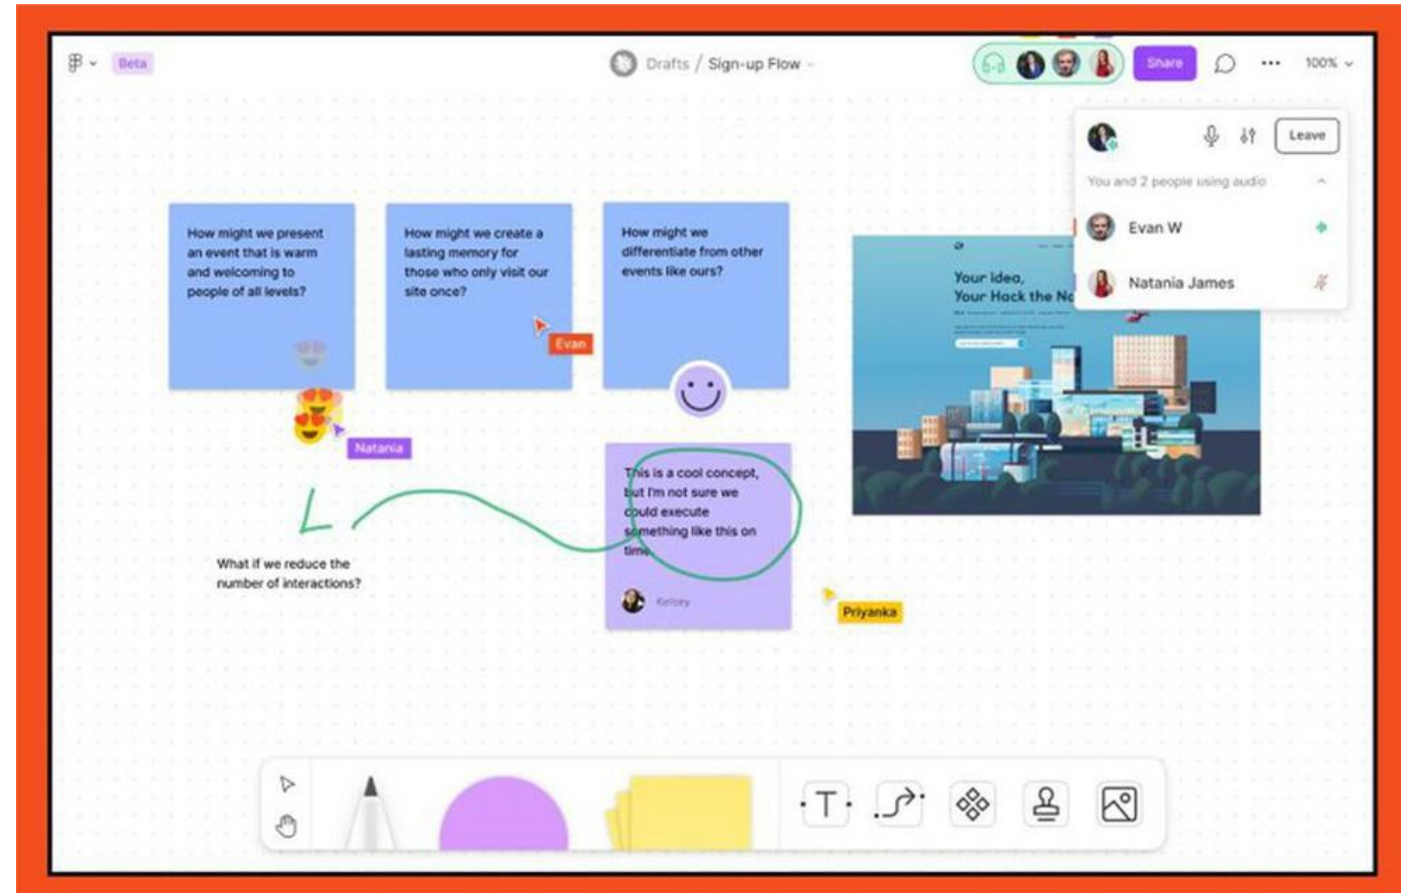 Beta
Drafts / Sign-up Flow
Share
100%
Leave
You and 2 people using audio
Evan W
Natania James
How might we present
an event that is warm
and welcoming to
people of all levels?
How might we create a
lasting memory for
those who only visit our
site once?
How might we
differentiate from other
events like ours?
Evan
Natania
Your idea,
Your Hack the
This is a cool concept,
but I'm not sure we
could execute
something like this on
time.
Kelsey
What if we reduce the
number of interactions?
Priyanka
T